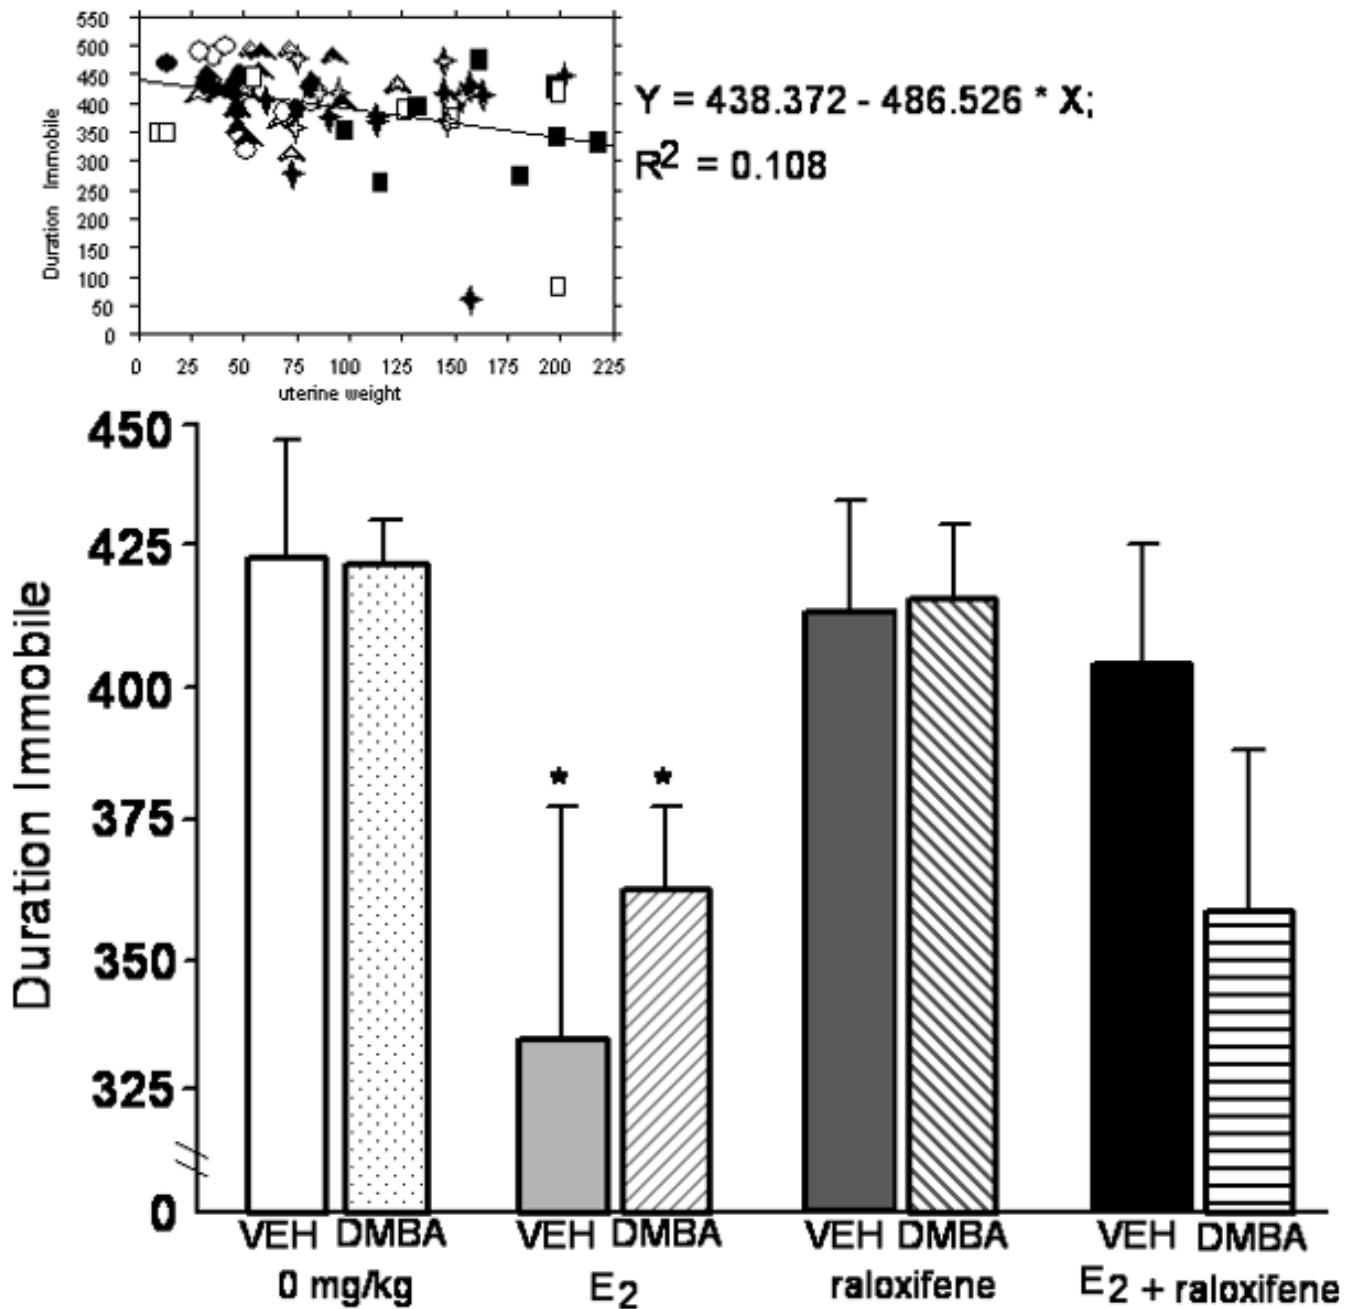 550
500
450
400
350
300
250
200
150
100
50
0
Duration Immobile
0 25 50 75 100 125 150 175 200 225
uterine weight
Y = 438.372 - 486.526 * X;
R2 = 0.108
450
425
400
375
350
325
0
Duration Immobile
* *
VEH DMBA VEH DMBA VEH DMBA VEH DMBA
0 mg/kg E2 raloxifene E2 + raloxifene